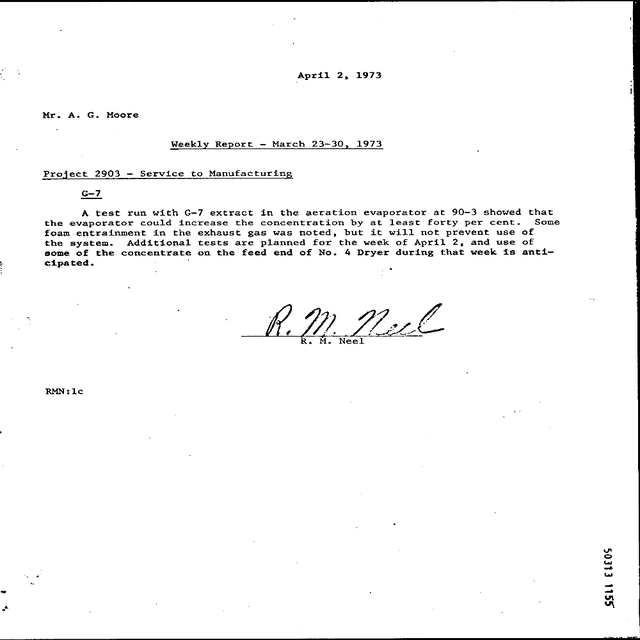 April 2, 1973
Mr. A. G. Moore
Weekly Report - March 23-30, 1973
Project 2903 - Service to Manufacturing
G-7
A test run with G-7 extract in the aeration evaporator at 90-3 showed that
the evaporator could increase the concentration by at least forty per cent. Some
foam entrainment in the exhaust gas was noted, but it will not prevent use of
the system. Additional tests are planned for the week of April 2, and use of
some of the concentrate on the feed end of No. 4 Dryer during that week is anti-
cipated.
R. M. Neel
R. M. Neel
RMN:lc
50313 1155